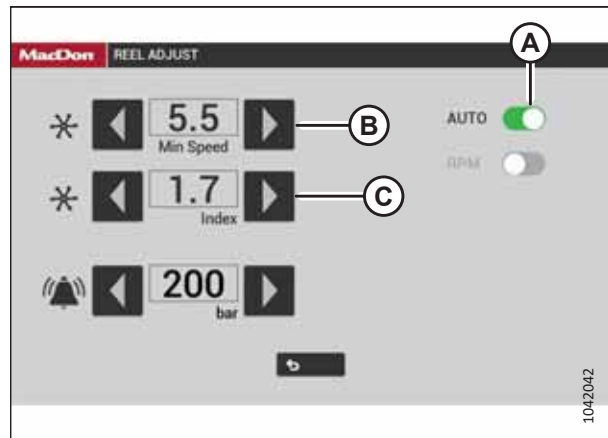 A
MacDon REEL ADJUST
5.5
Min Speed
B
AUTO
RPM
1.7
Index
C
200
bar
1042042